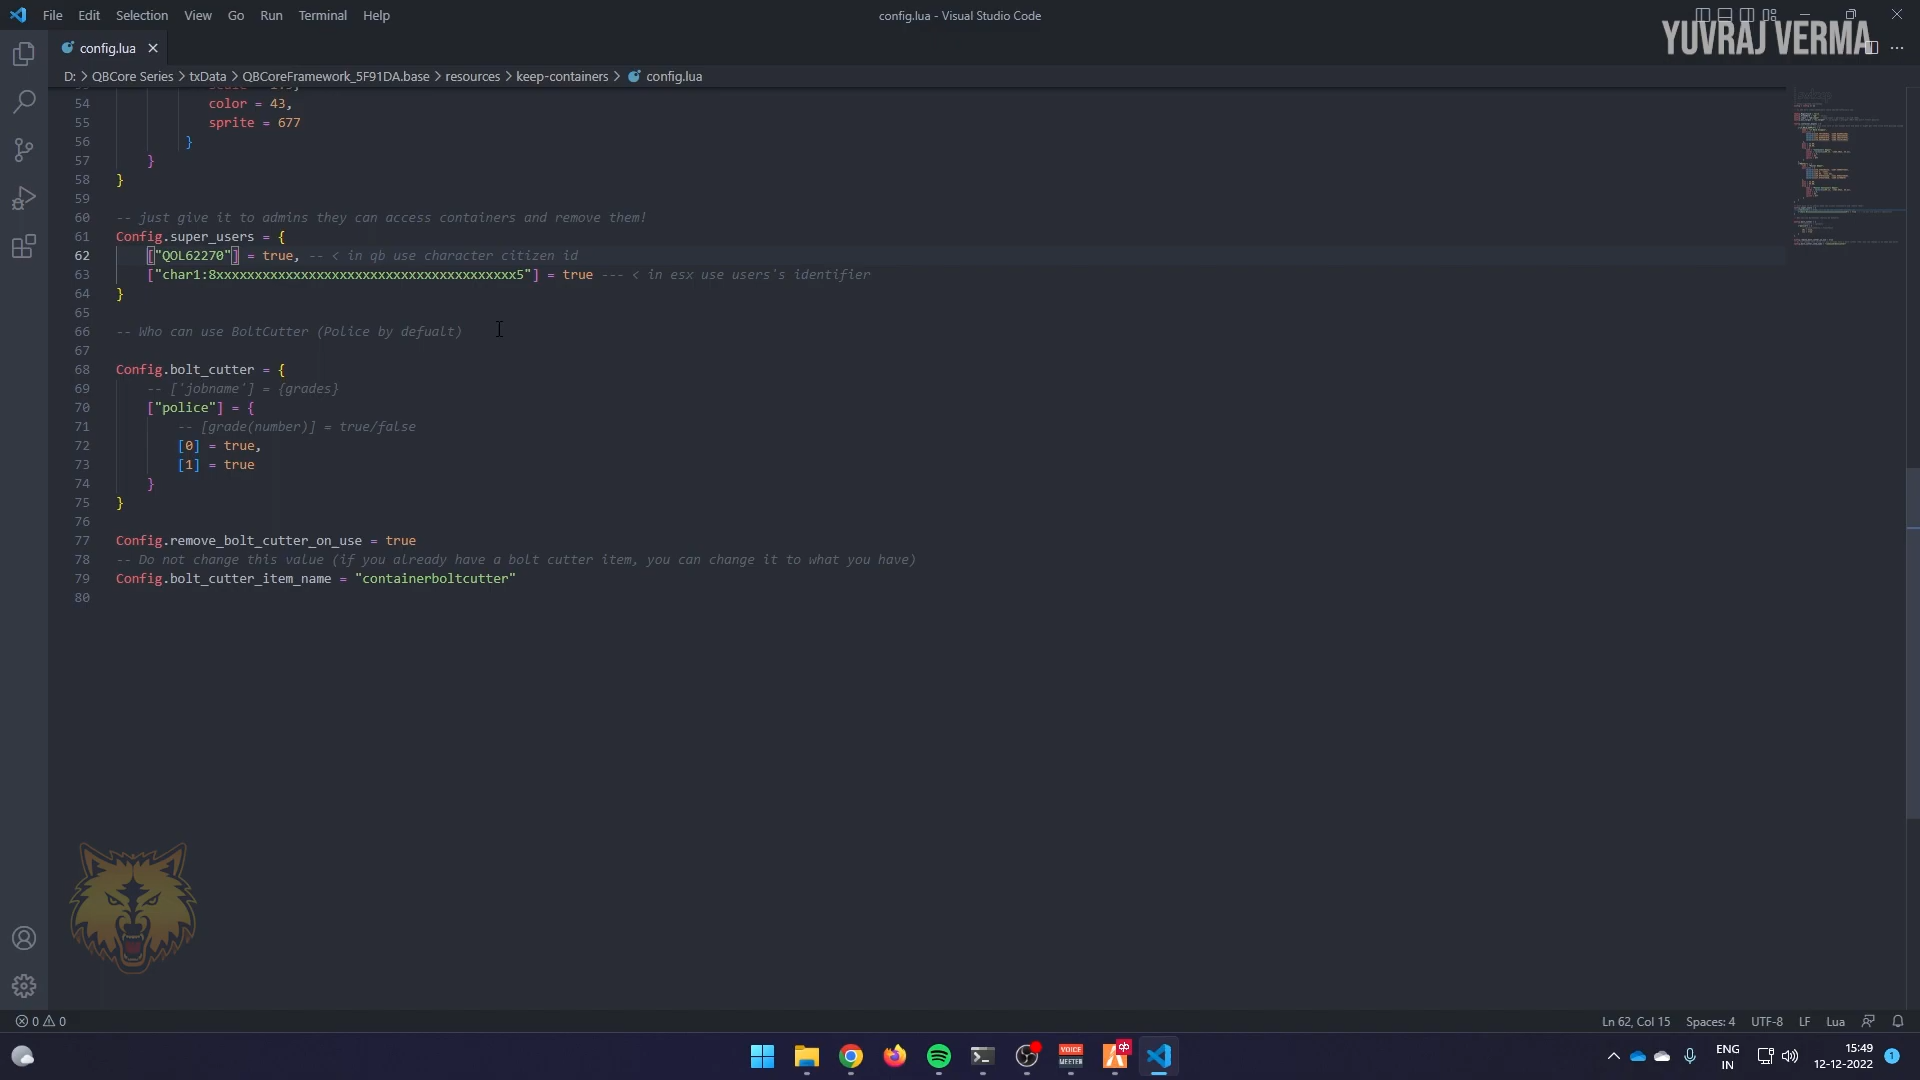 File Edit Selection View Go Run Terminal Help
config.lua - Visual Studio Code
YUVRAJ VERMA
config.lua
D: > QBCore Series > txData > QBCoreFramework_5F91DA.base > resources > keep-containers > config.lua
54 color = 43,
55 sprite = 677
56 }
57 }
58 }
59
60 -- just give it to admins they can access containers and remove them!
61 Config.super_users = {
62 ["QOL62270"] = true, -- < in qb use character citizen id
63 ["char1:8xxxxxxxxxxxxxxxxxxxxxxxxxxxxxxxxxxxxxxx5"] = true --- < in esx use users's identifier
64 }
65
66 -- Who can use BoltCutter (Police by defualt)
67
68 Config.bolt_cutter = {
69 -- ['jobname'] = {grades}
70 ["police"] = {
71 -- [grade(number)] = true/false
72 [0] = true,
73 [1] = true
74 }
75 }
76
77 Config.remove_bolt_cutter_on_use = true
78 -- Do not change this value (if you already have a bolt cutter item, you can change it to what you have)
79 Config.bolt_cutter_item_name = "containerboltcutter"
80
0 0
Ln 62, Col 15 Spaces: 4 UTF-8 LF Lua
VOICE
MEETER
ENG
IN
15:49
12-12-2022
1